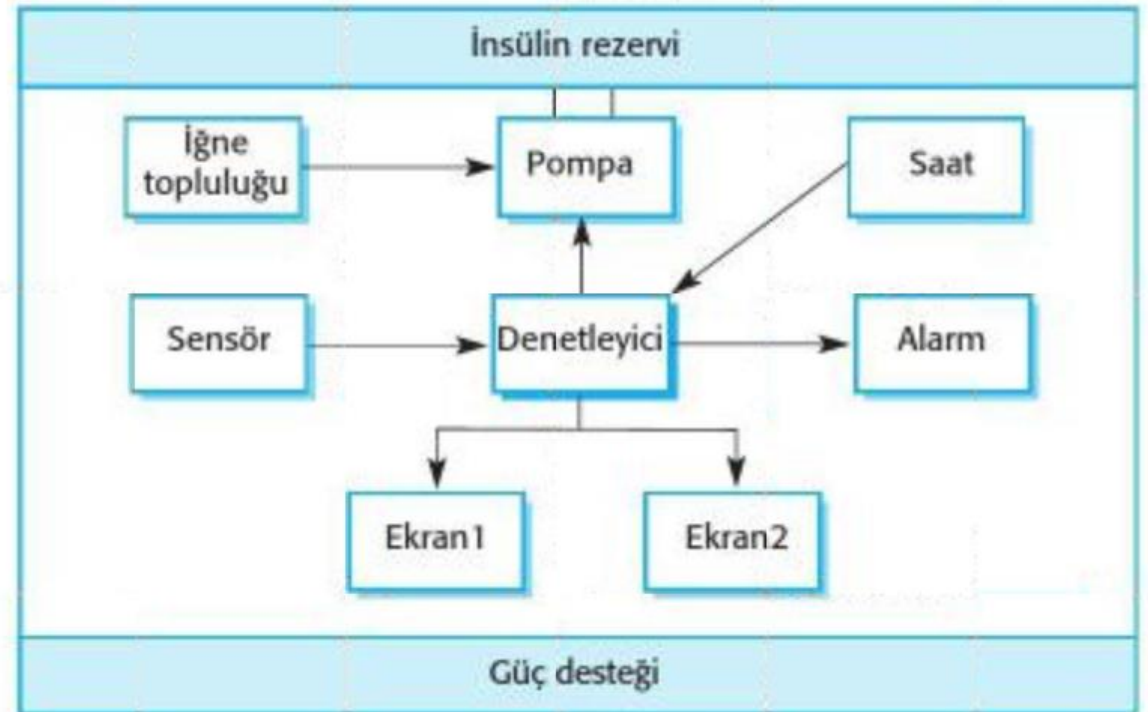 İnsülin rezervi
İğne
topluluğu
Pompa
Saat
Sensör
Denetleyici
Alarm
Ekran1
Ekran2
Güç desteği